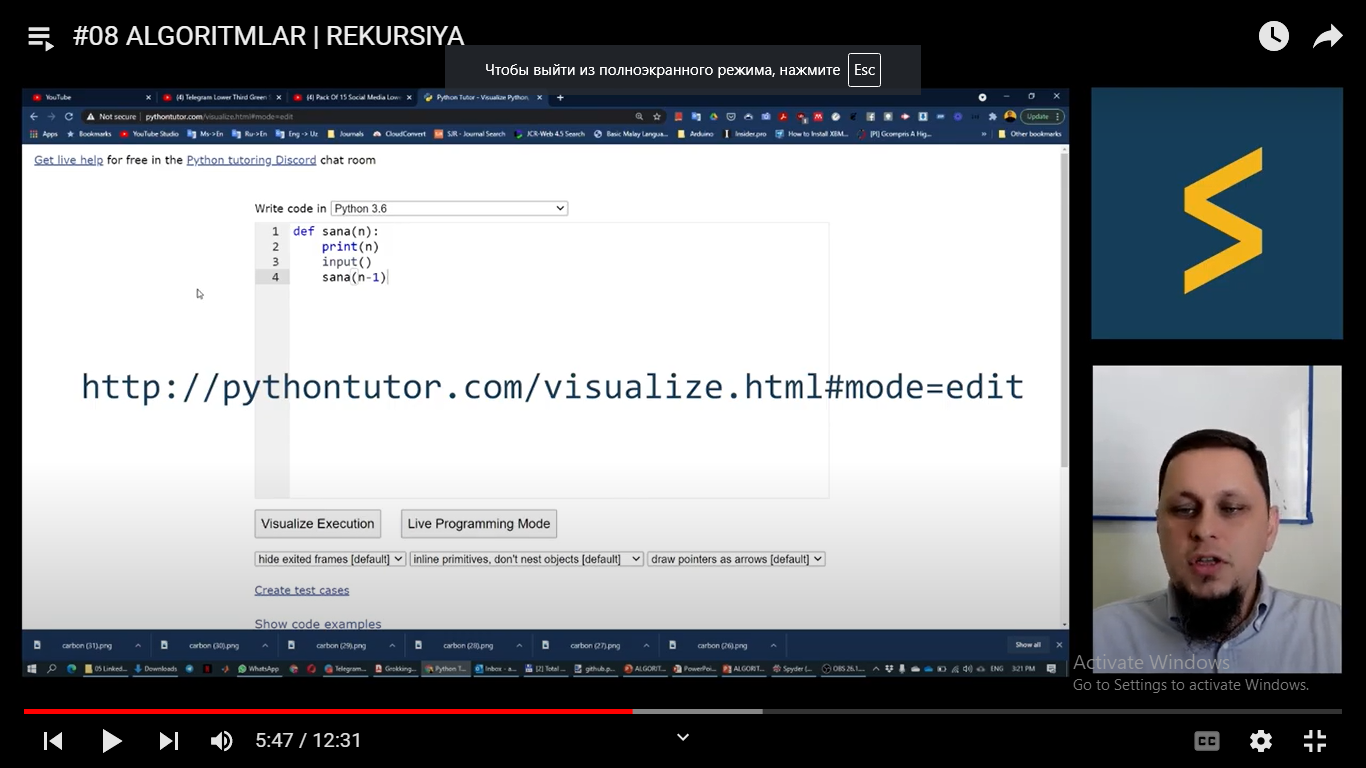 #08 ALGORITMLAR | REKURSIYA
Чтобы выйти из полноэкранного режима, нажмите Esc
YouTube
(4) Telegram Lower Third Green S
(4) Pack Of 15 Social Media Lowe
Python Tutor - Visualize Python,
Not secure | pythontutor.com/visualize.html#mode=edit
Update
Apps Bookmarks YouTube Studio Ms->En Ru->En Eng -> Uz Journals CloudConvert SJR - Journal Search JCR-Web 4.5 Search Basic Malay Langua... Arduino Insider.pro How to Install XBM... [PI] Gcompris A Hig... » Other bookmarks
Get live help for free in the Python tutoring Discord chat room
Write code in Python 3.6
1 def sana(n):
2 print(n)
3 input()
4 sana(n-1)
http://pythontutor.com/visualize.html#mode=edit
Visualize Execution Live Programming Mode
hide exited frames [default] inline primitives, don't nest objects [default] draw pointers as arrows [default]
Create test cases
Show code examples
carbon (31).png carbon (30).png carbon (29).png carbon (28).png carbon (27).png carbon (26).png Show all
05 Linked... Downloads WhatsApp Telegram... Grokking... Python T... Inbox - a... [2] Total ... github.p... ALGORIT... PowerPoi... ALGORIT... Spyder (... OBS 26.1.... ENG 3:21 PM
Activate Windows
Go to Settings to activate Windows.
5:47 / 12:31
CC